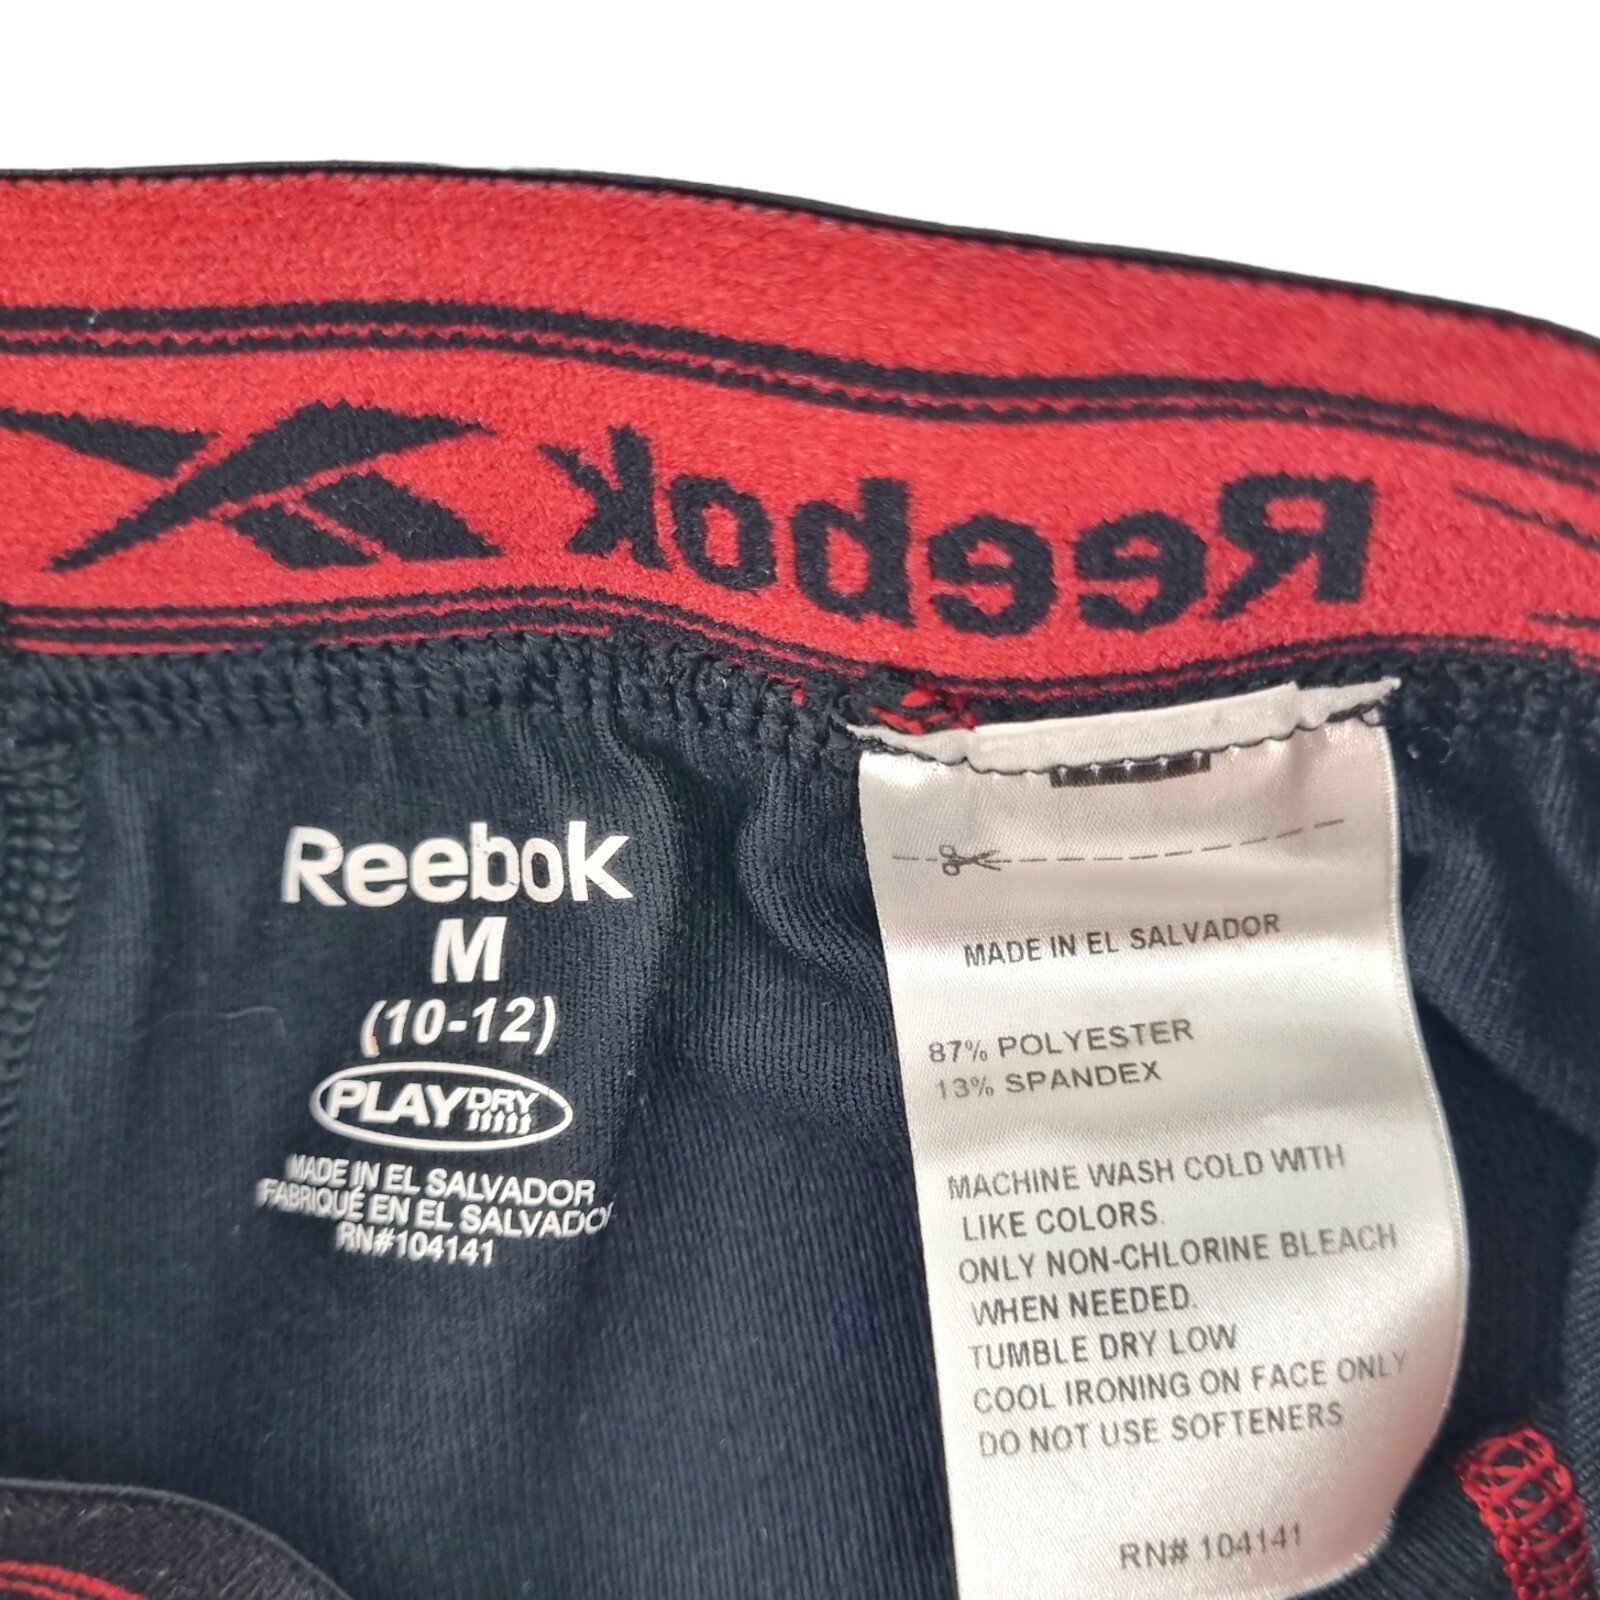 Reebok
Reebok
M
(10-12)
PLAYDRY
MADE IN EL SALVADOR
FABRIQUÉ EN EL SALVADOR
RN#104141
MADE IN EL SALVADOR
87% POLYESTER
13% SPANDEX
MACHINE WASH COLD WITH
LIKE COLORS.
ONLY NON-CHLORINE BLEACH
WHEN NEEDED.
TUMBLE DRY LOW
COOL IRONING ON FACE ONLY
DO NOT USE SOFTENERS
RN# 104141